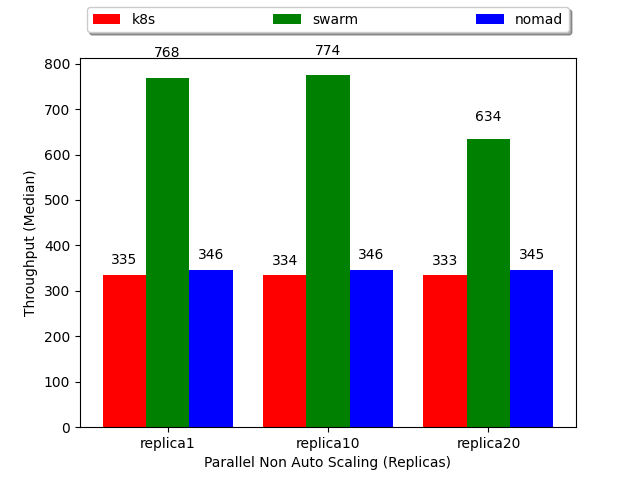 k8s swarm nomad
768 774 634
335 346 334 346 333 345
800
700
600
500
400
300
200
100
0
Throughput (Median)
replica1 replica10 replica20
Parallel Non Auto Scaling (Replicas)